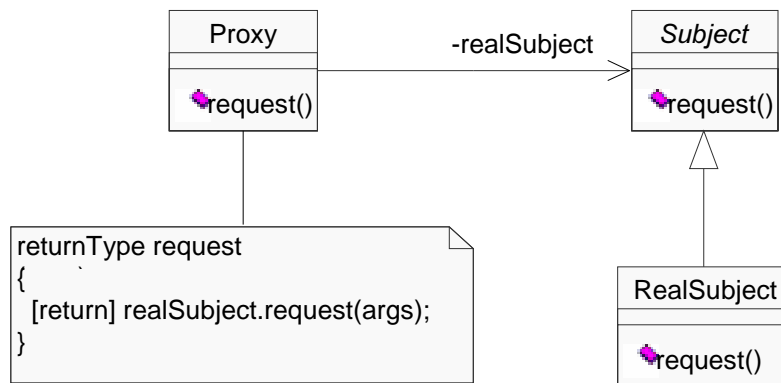 Proxy
request()
-realSubject
Subject
request()
returnType request
{
[return] realSubject.request(args);
}
RealSubject
request()